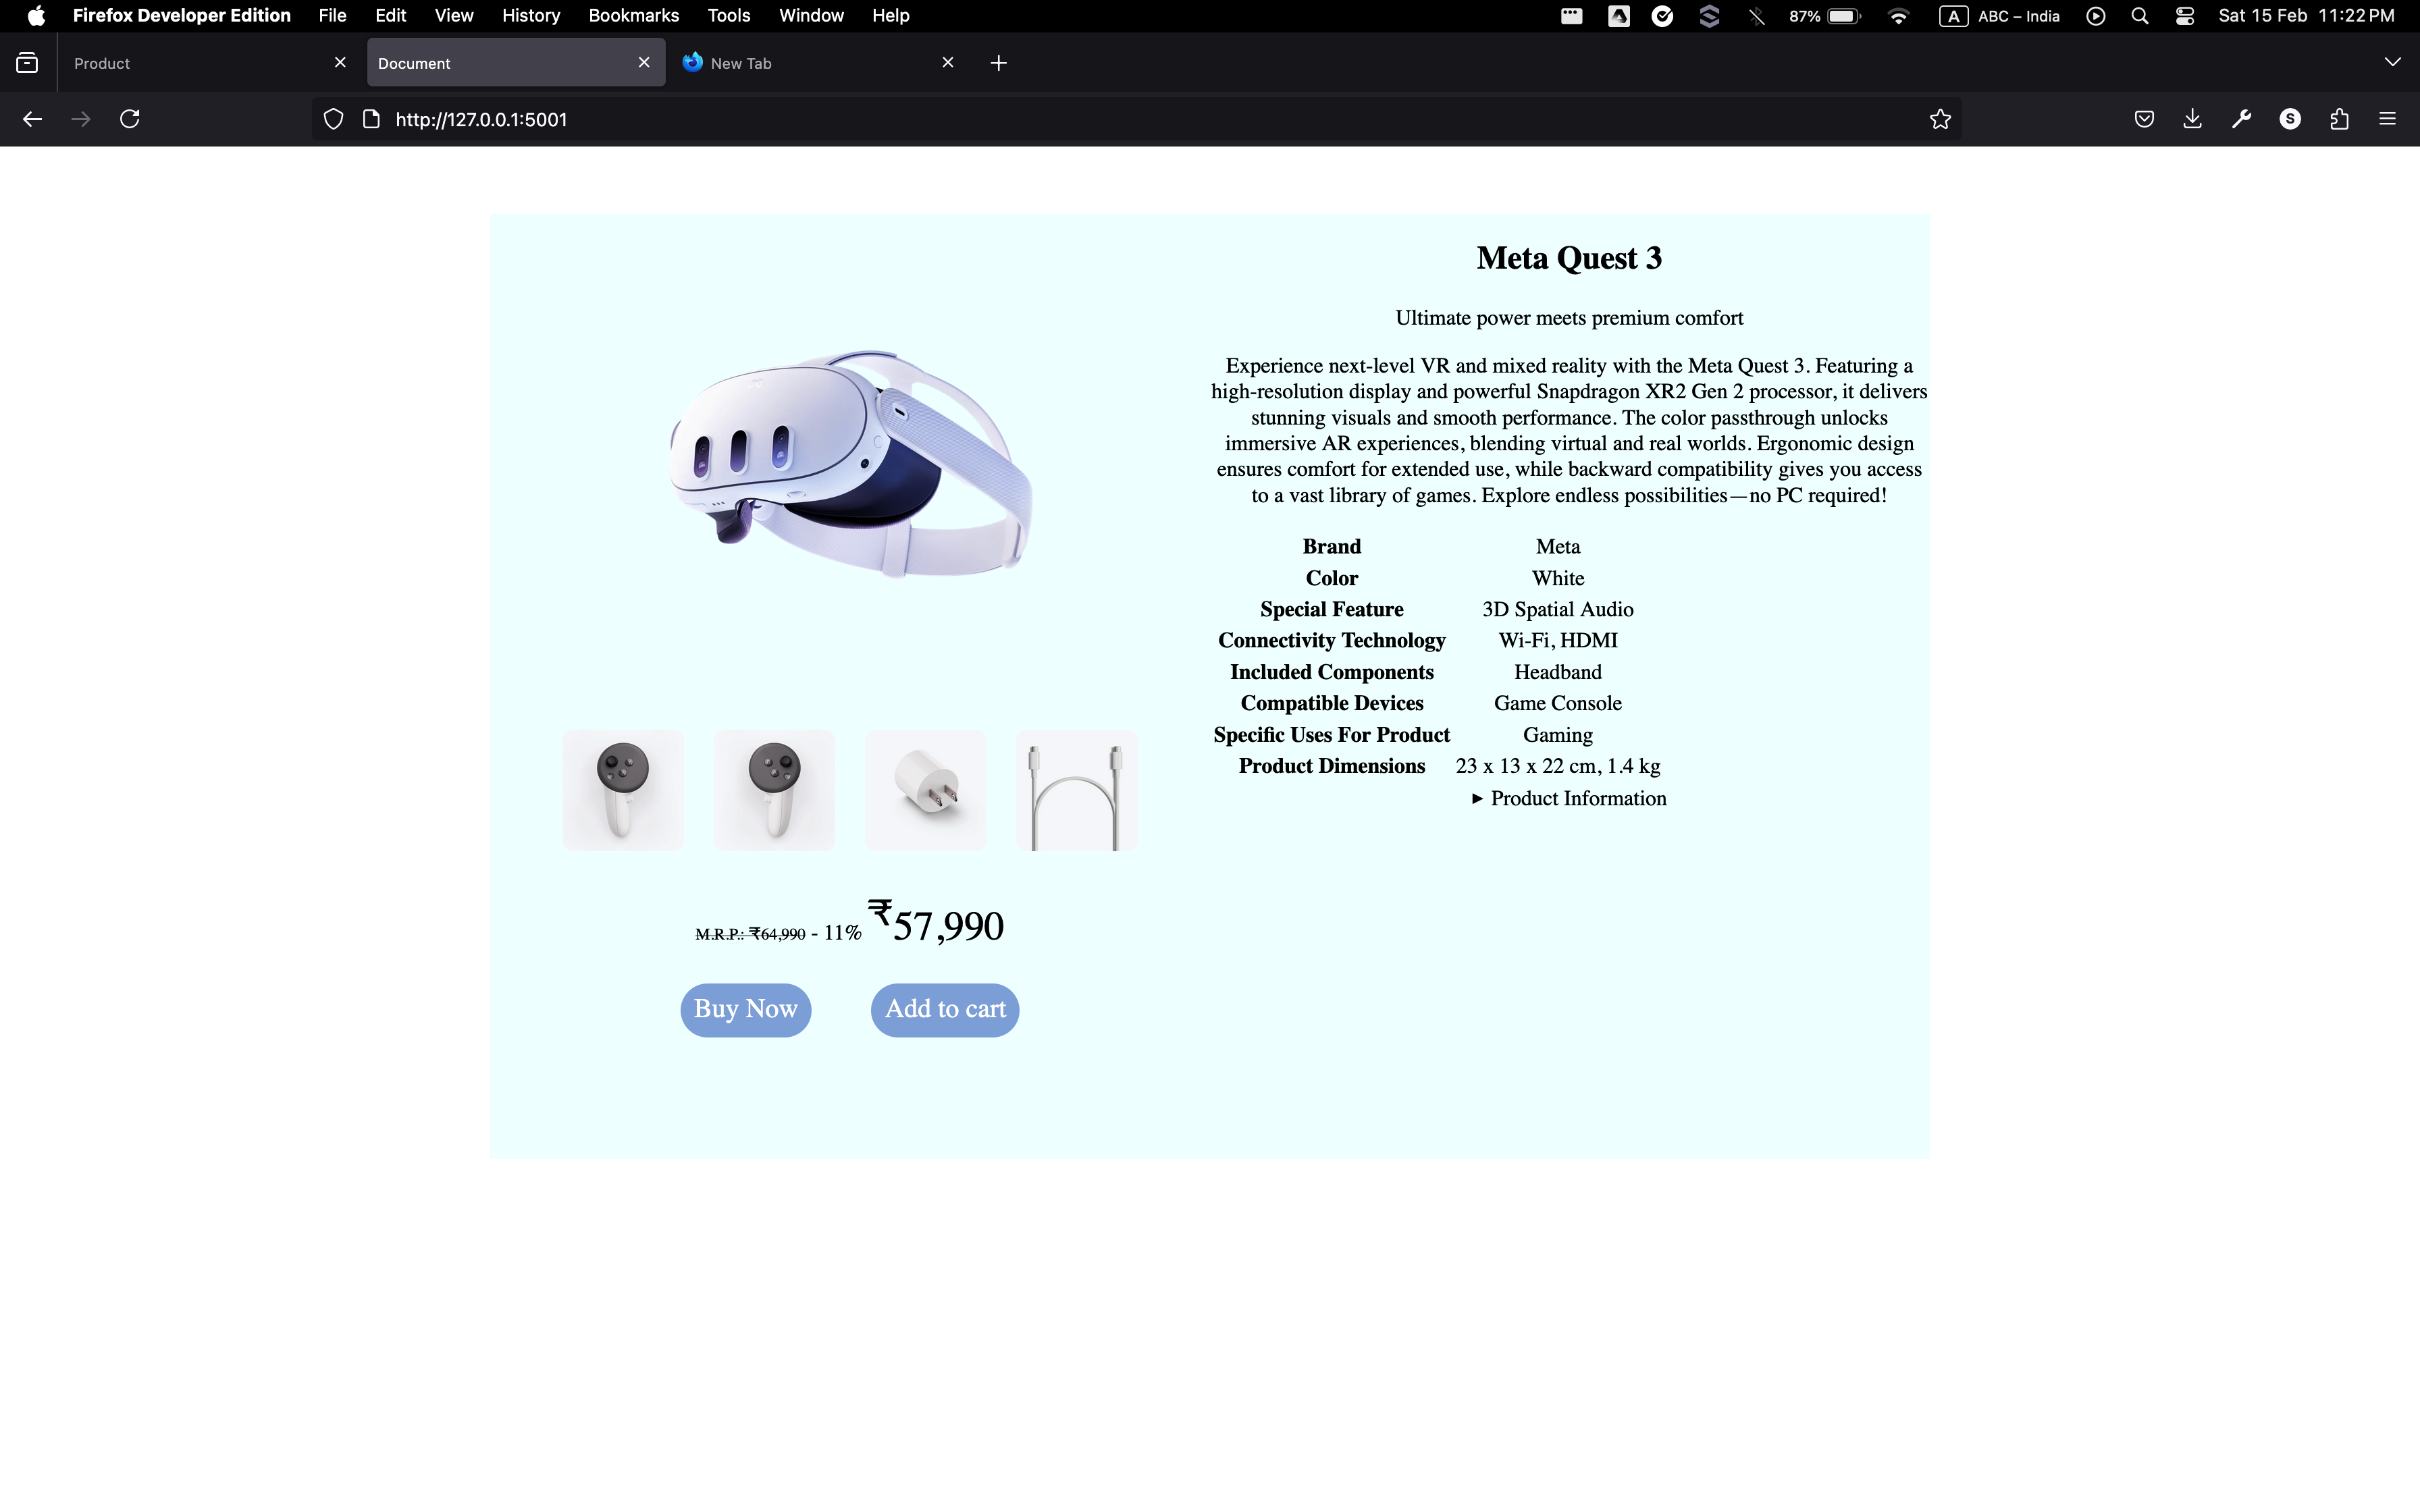 Firefox Developer Edition File Edit View History Bookmarks Tools Window Help 87% A ABC – India Sat 15 Feb 11:22 PM
Product Document New Tab
http://127.0.0.1:5001 S
Meta Quest 3
Ultimate power meets premium comfort
Experience next-level VR and mixed reality with the Meta Quest 3. Featuring a
high-resolution display and powerful Snapdragon XR2 Gen 2 processor, it delivers
stunning visuals and smooth performance. The color passthrough unlocks
immersive AR experiences, blending virtual and real worlds. Ergonomic design
ensures comfort for extended use, while backward compatibility gives you access
to a vast library of games. Explore endless possibilities—no PC required!
Brand Meta
Color White
Special Feature 3D Spatial Audio
Connectivity Technology Wi-Fi, HDMI
Included Components Headband
Compatible Devices Game Console
Specific Uses For Product Gaming
Product Dimensions 23 x 13 x 22 cm, 1.4 kg
▸ Product Information
M.R.P.: ₹64,990 - 11% ₹57,990
Buy Now Add to cart